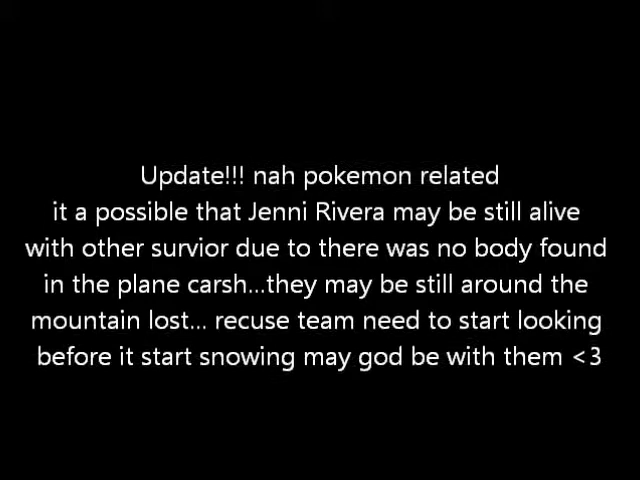 Update!!! nah pokemon related
it a possible that Jenni Rivera may be still alive
with other survior due to there was no body found
in the plane carsh...they may be still around the
mountain lost... recuse team need to start looking
before it start snowing may god be with them <3